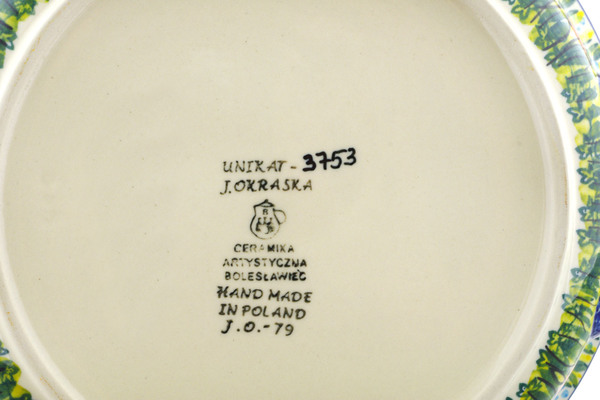 UNIKAT - 3753
J.OKRASKA
CERAMIKA
ARTYSTYCZNA
BOLESŁAWIEC
HAND MADE
IN POLAND
J.O.-79